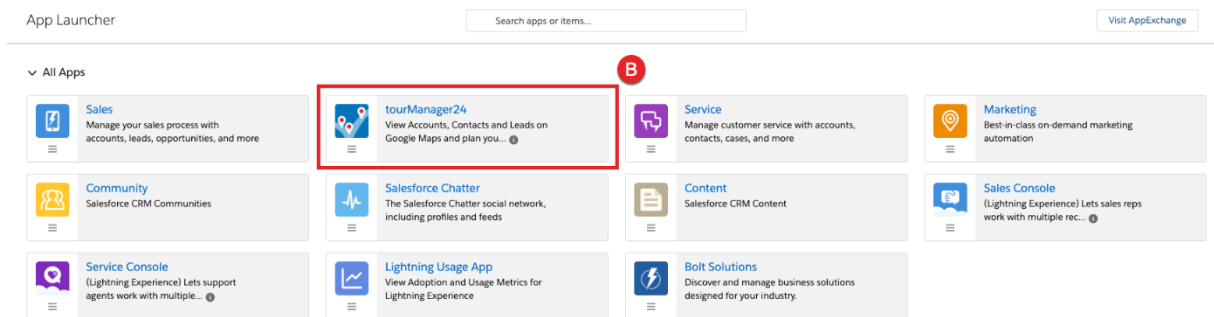 App Launcher
Search apps or items...
Visit AppExchange
All Apps
B
Sales
Manage your sales process with
accounts, leads, opportunities, and more
tourManager24
View Accounts, Contacts and Leads on
Google Maps and plan you...
Service
Manage customer service with accounts,
contacts, cases, and more
Marketing
Best-in-class on-demand marketing
automation
Community
Salesforce CRM Communities
Salesforce Chatter
The Salesforce Chatter social network,
including profiles and feeds
Content
Salesforce CRM Content
Sales Console
(Lightning Experience) Lets sales reps
work with multiple rec...
Service Console
(Lightning Experience) Lets support
agents work with multiple...
Lightning Usage App
View Adoption and Usage Metrics for
Lightning Experience
Bolt Solutions
Discover and manage business solutions
designed for your industry.